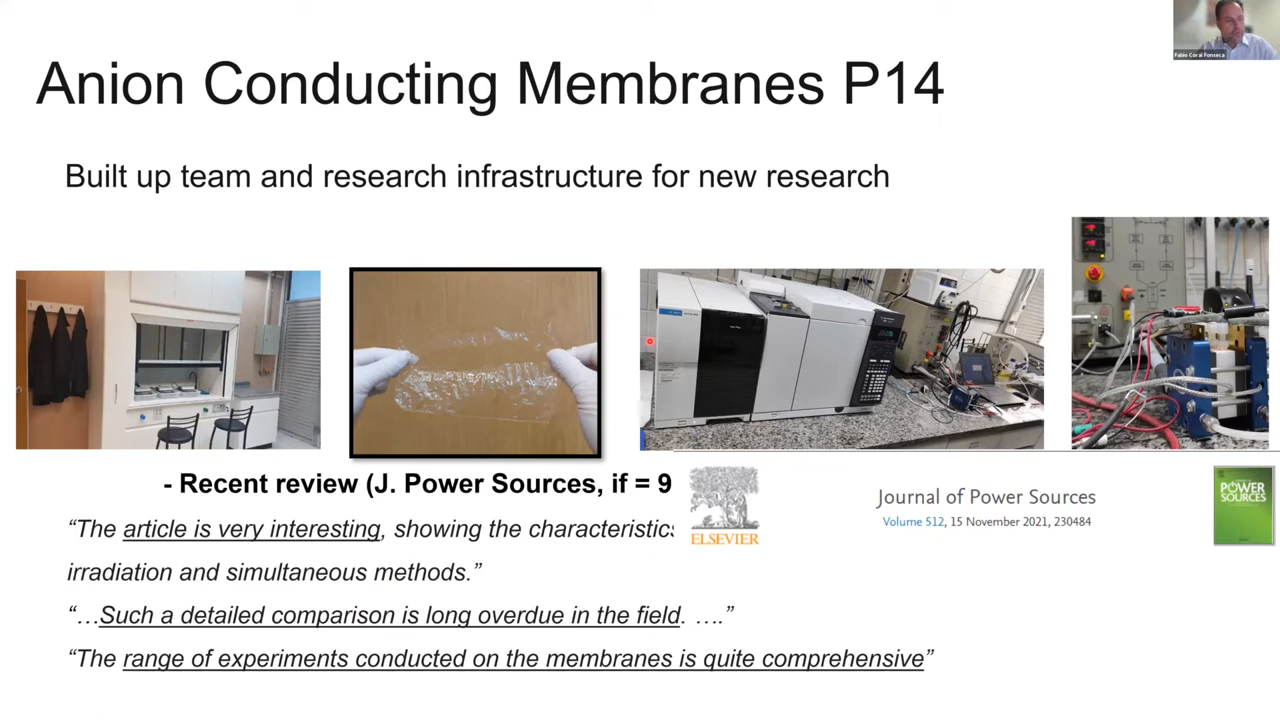 Fabio Coral Fonseca
Anion Conducting Membranes P14
Built up team and research infrastructure for new research
- Recent review (J. Power Sources, if = 9
“The article is very interesting, showing the characteristics
irradiation and simultaneous methods.”
“…Such a detailed comparison is long overdue in the field. ….”
“The range of experiments conducted on the membranes is quite comprehensive”
ELSEVIER
Journal of Power Sources
Volume 512, 15 November 2021, 230484
POWER
SOURCES